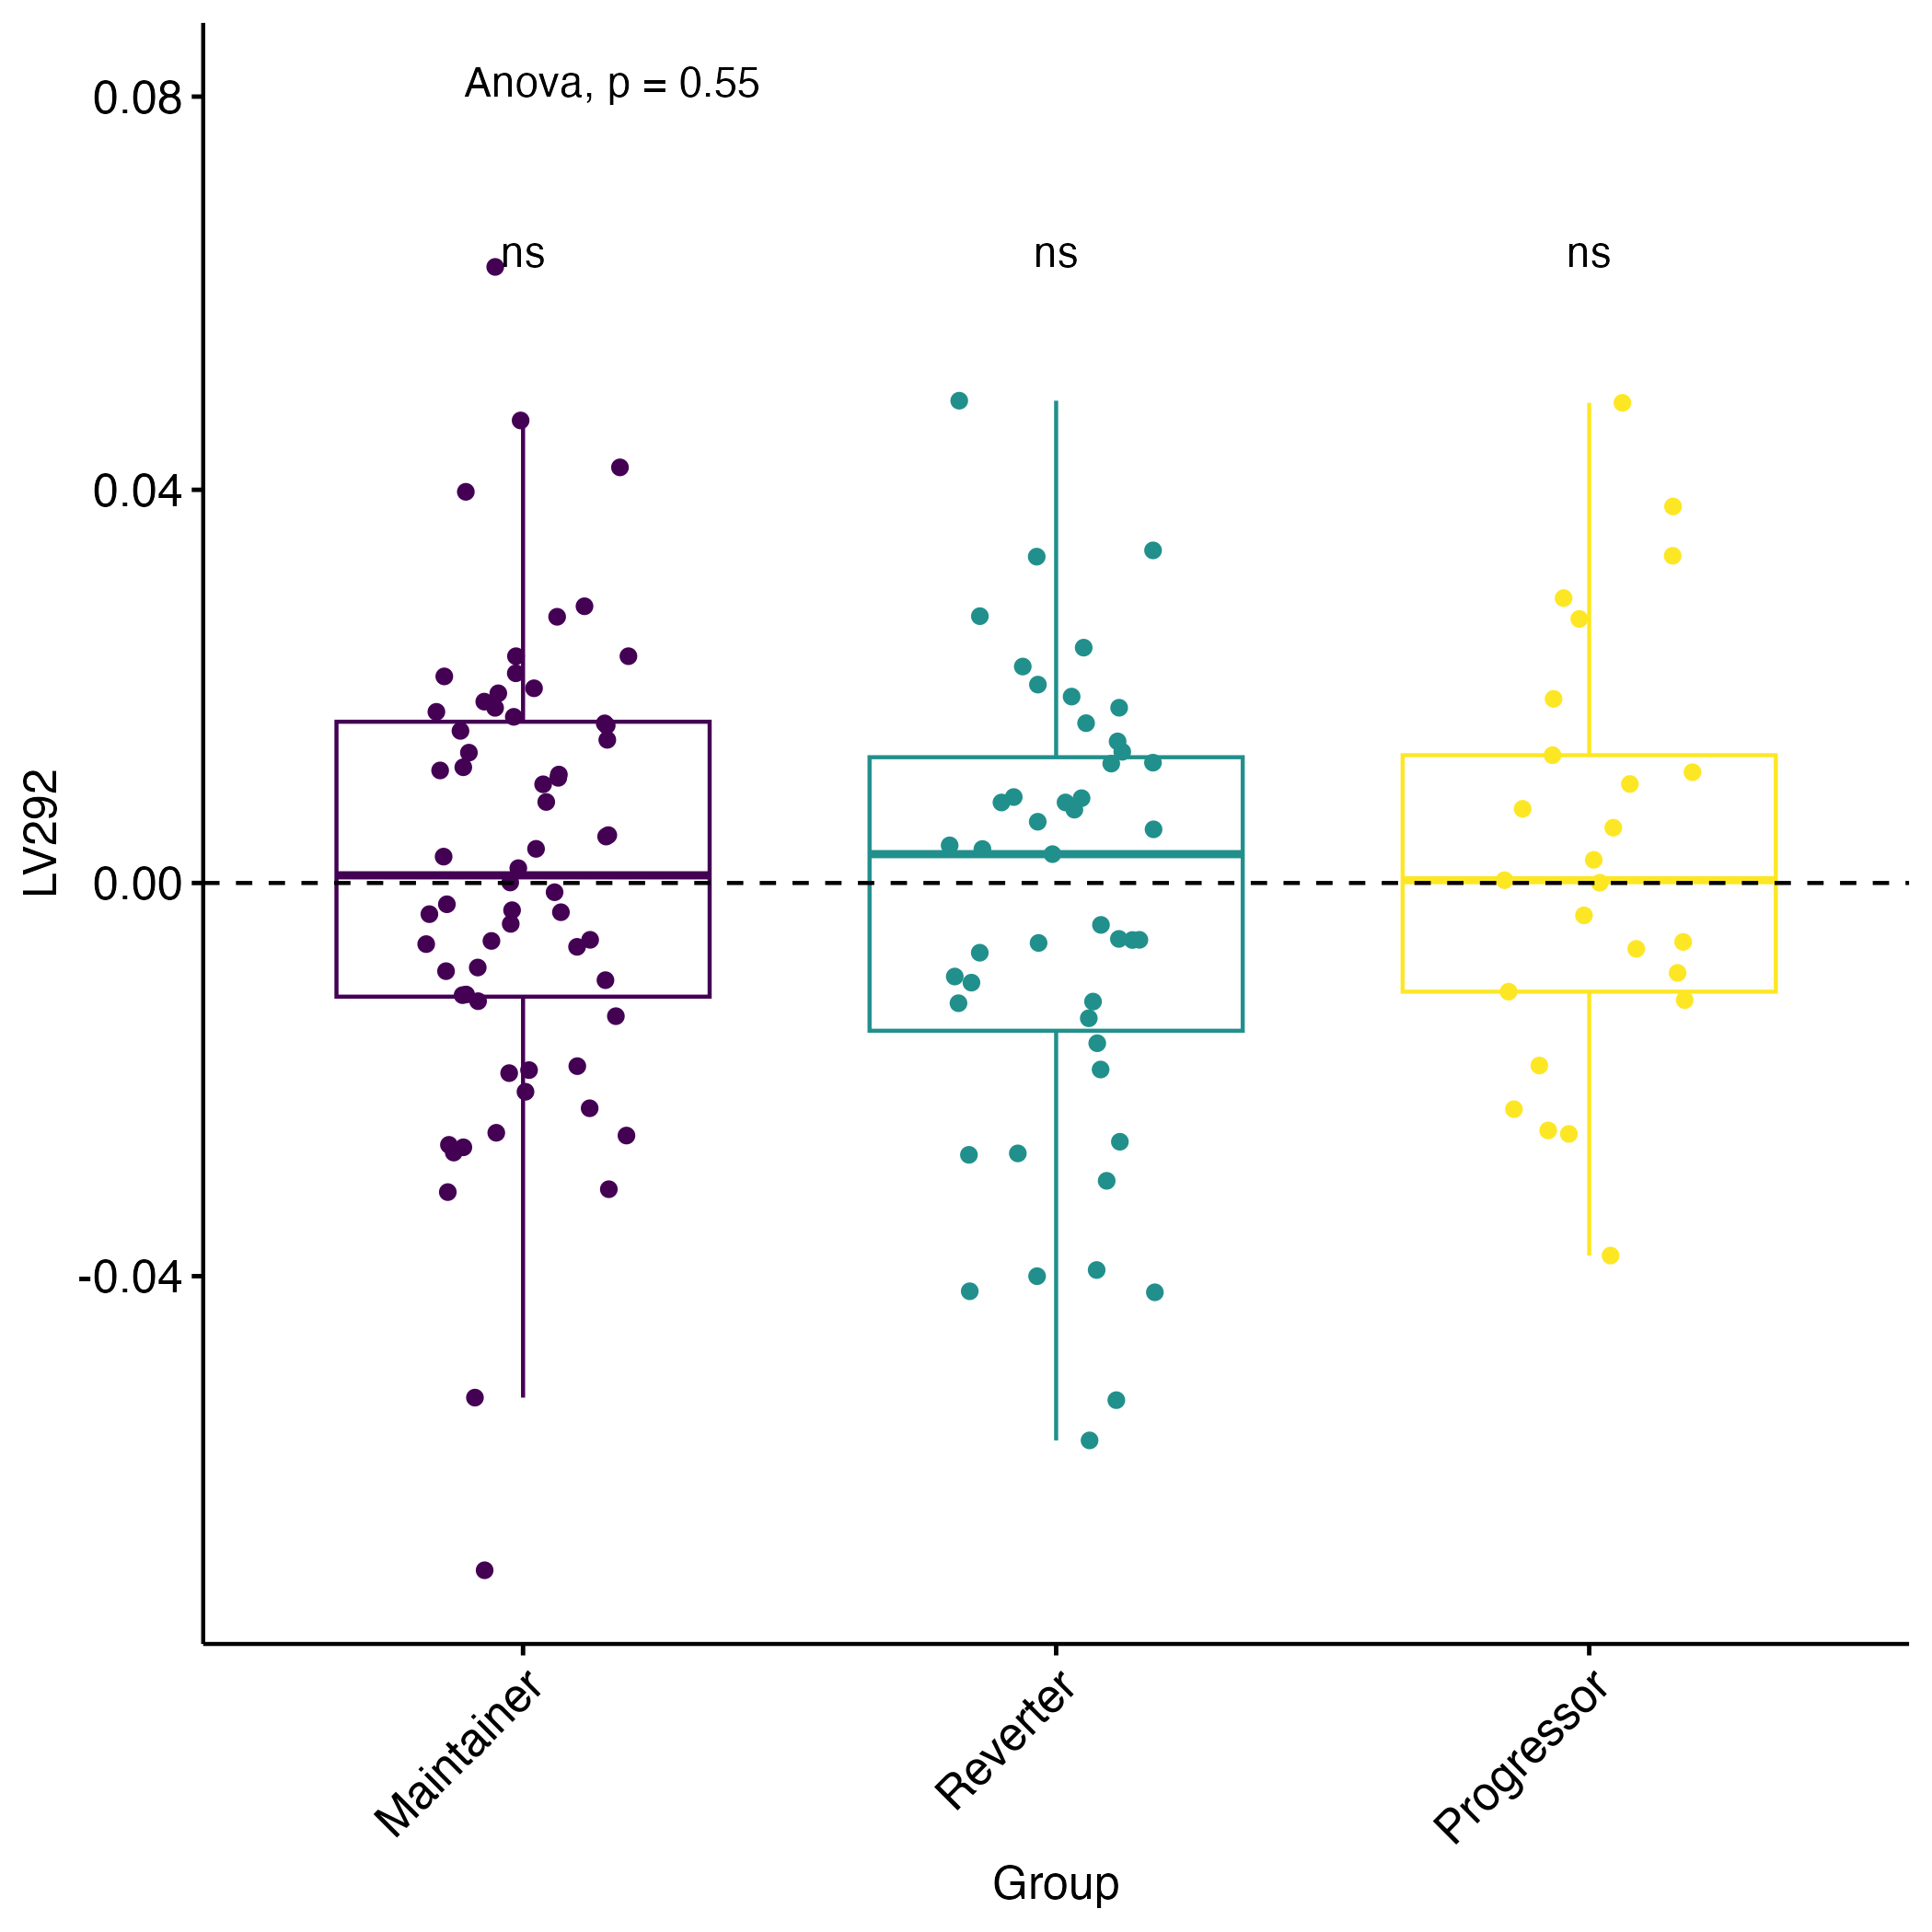 Anova, p = 0.55
0.08
ns ns ns
0.04
LV292
0.00
-0.04
Maintainer
Reverter
Progressor
Group